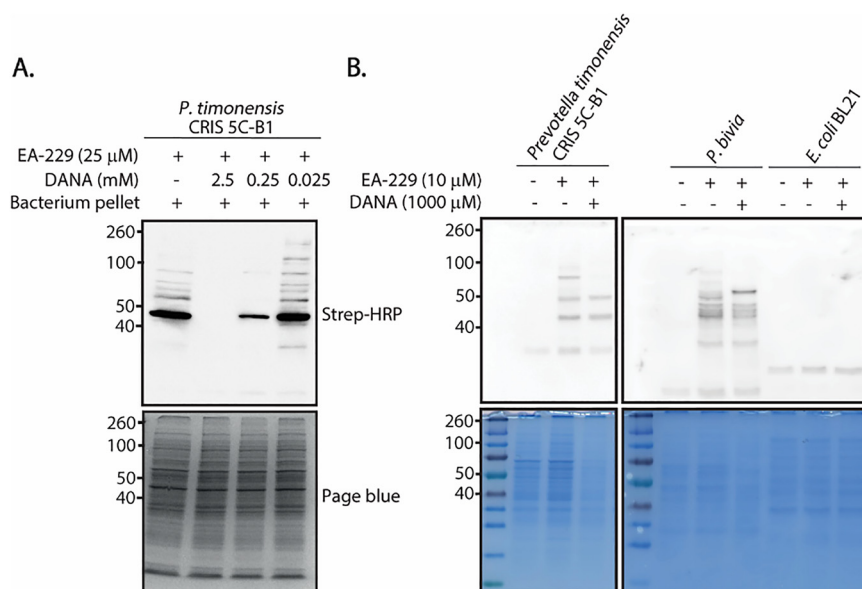 A.
P. timonensis
CRIS 5C-B1
EA-229 (25 μM) + + + +
DANA (mM) - 2.5 0.25 0.025
Bacterium pellet + + + +
260
100
50
40
Strep-HRP
260
100
50
40
Page blue
B.
Prevotella timonensis
CRIS 5C-B1
P. bivia
E. coli BL21
EA-229 (10 μM) - + + - + + - + +
DANA (1000 μM) - - + - - + - - +
260
100
50
40
260
100
50
40